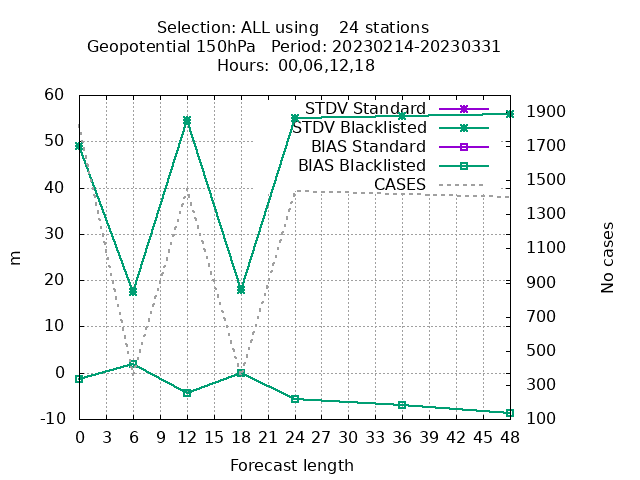 Selection: ALL using    24 stations
Geopotential 150hPa   Period: 20230214-20230331
Hours: 00,06,12,18
STDV Standard
STDV Blacklisted
BIAS Standard
BIAS Blacklisted
CASES
60
50
40
30
20
10
0
-10
m
1900
1700
1500
1300
1100
900
700
500
300
100
No cases
0 3 6 9 12 15 18 21 24 27 30 33 36 39 42 45 48
Forecast length